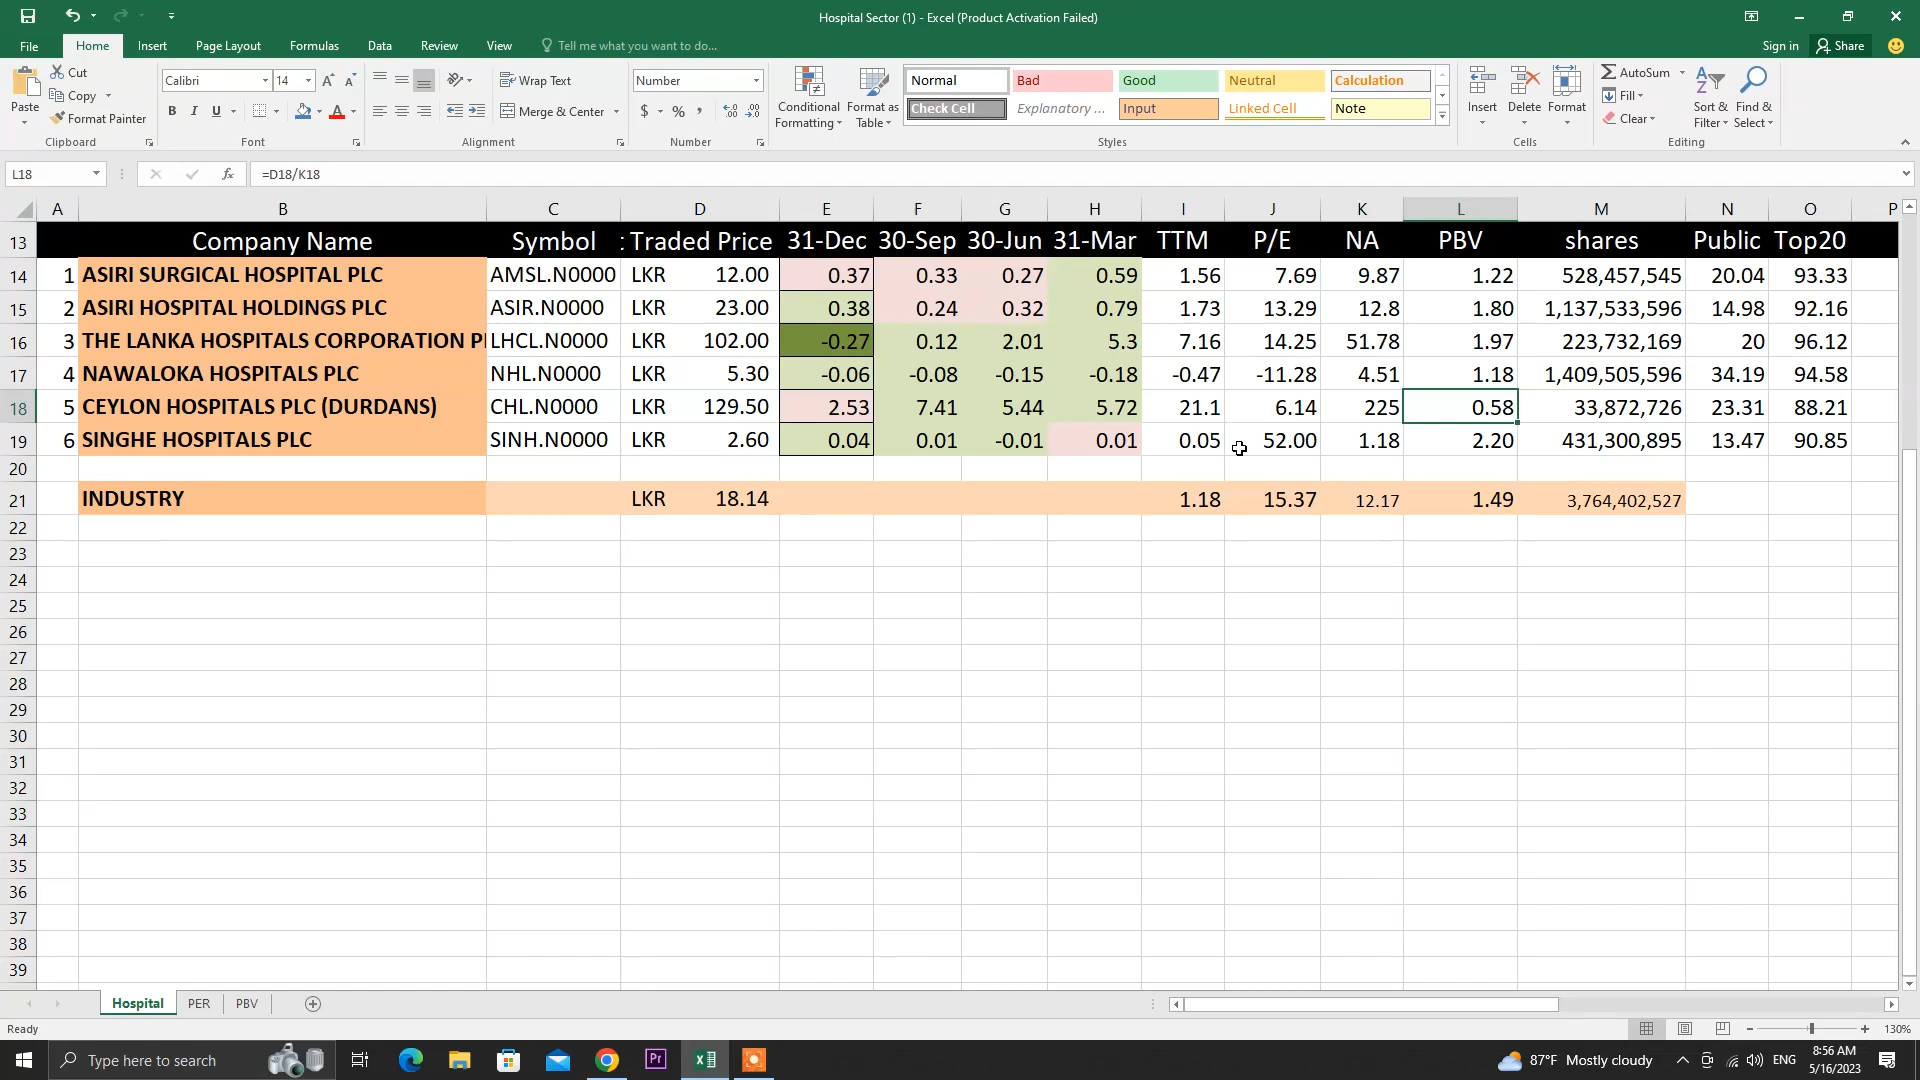 Hospital Sector (1) - Excel (Product Activation Failed)
File Home Insert Page Layout Formulas Data Review View Tell me what you want to do... Sign in Share
Paste Cut Copy Format Painter Clipboard
Calibri 14 A A B I U A Font
Wrap Text Merge & Center Alignment
Number $ % , Number
Conditional Formatting Format as Table
Normal Bad Good Neutral Calculation
Check Cell Explanatory ... Input Linked Cell Note
Styles
Insert Delete Format Cells
AutoSum Fill Clear Sort & Filter Find & Select Editing
L18 fx =D18/K18
A B C D E F G H I J K L M N O P
13 Company Name Symbol : Traded Price 31-Dec 30-Sep 30-Jun 31-Mar TTM P/E NA PBV shares Public Top20
14 1 ASIRI SURGICAL HOSPITAL PLC AMSL.N0000 LKR 12.00 0.37 0.33 0.27 0.59 1.56 7.69 9.87 1.22 528,457,545 20.04 93.33
15 2 ASIRI HOSPITAL HOLDINGS PLC ASIR.N0000 LKR 23.00 0.38 0.24 0.32 0.79 1.73 13.29 12.8 1.80 1,137,533,596 14.98 92.16
16 3 THE LANKA HOSPITALS CORPORATION P LHCL.N0000 LKR 102.00 -0.27 0.12 2.01 5.3 7.16 14.25 51.78 1.97 223,732,169 20 96.12
17 4 NAWALOKA HOSPITALS PLC NHL.N0000 LKR 5.30 -0.06 -0.08 -0.15 -0.18 -0.47 -11.28 4.51 1.18 1,409,505,596 34.19 94.58
18 5 CEYLON HOSPITALS PLC (DURDANS) CHL.N0000 LKR 129.50 2.53 7.41 5.44 5.72 21.1 6.14 225 0.58 33,872,726 23.31 88.21
19 6 SINGHE HOSPITALS PLC SINH.N0000 LKR 2.60 0.04 0.01 -0.01 0.01 0.05 52.00 1.18 2.20 431,300,895 13.47 90.85
20
21 INDUSTRY LKR 18.14 1.18 15.37 12.17 1.49 3,764,402,527
22
23
24
25
26
27
28
29
30
31
32
33
34
35
36
37
38
39
Hospital PER PBV
Ready 130%
Type here to search 87°F Mostly cloudy ENG 8:56 AM
5/16/2023